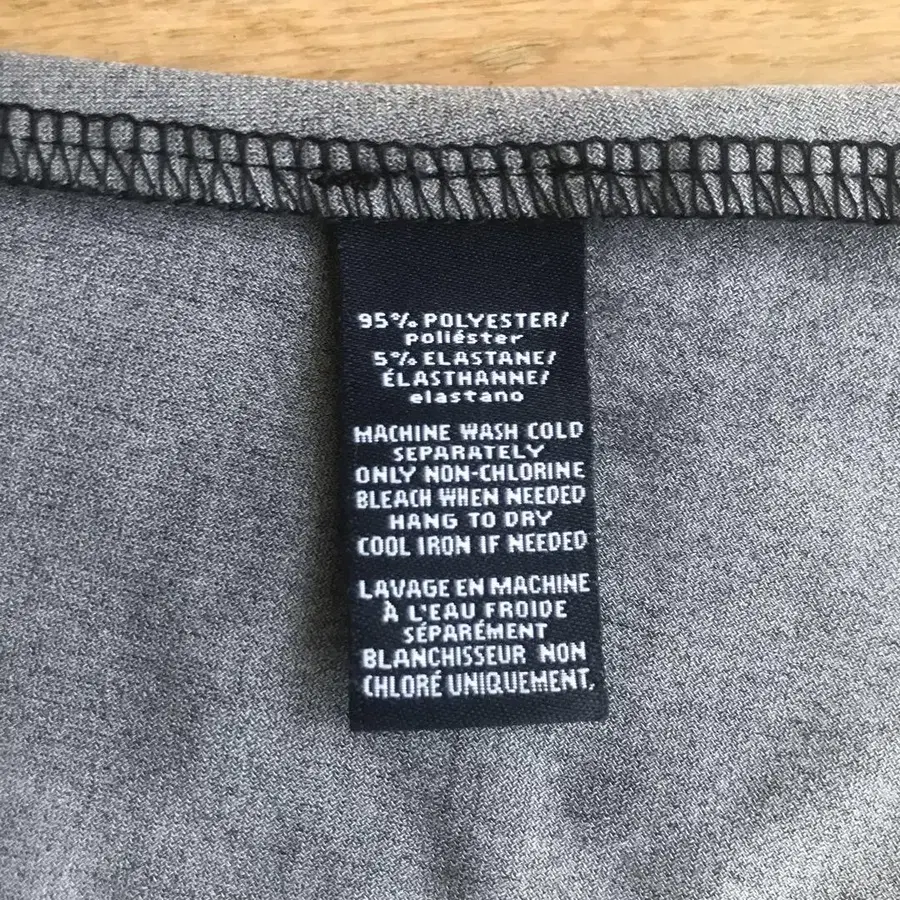 95% POLYESTER/
poliéster
5% ELASTANE/
ÉLASTHANNE/
elastano
MACHINE WASH COLD
SEPARATELY
ONLY NON-CHLORINE
BLEACH WHEN NEEDED
HANG TO DRY
COOL IRON IF NEEDED
LAVAGE EN MACHINE
À L'EAU FROIDE
SÉPARÉMENT
BLANCHISSEUR NON
CHLORÉ UNIQUEMENT,